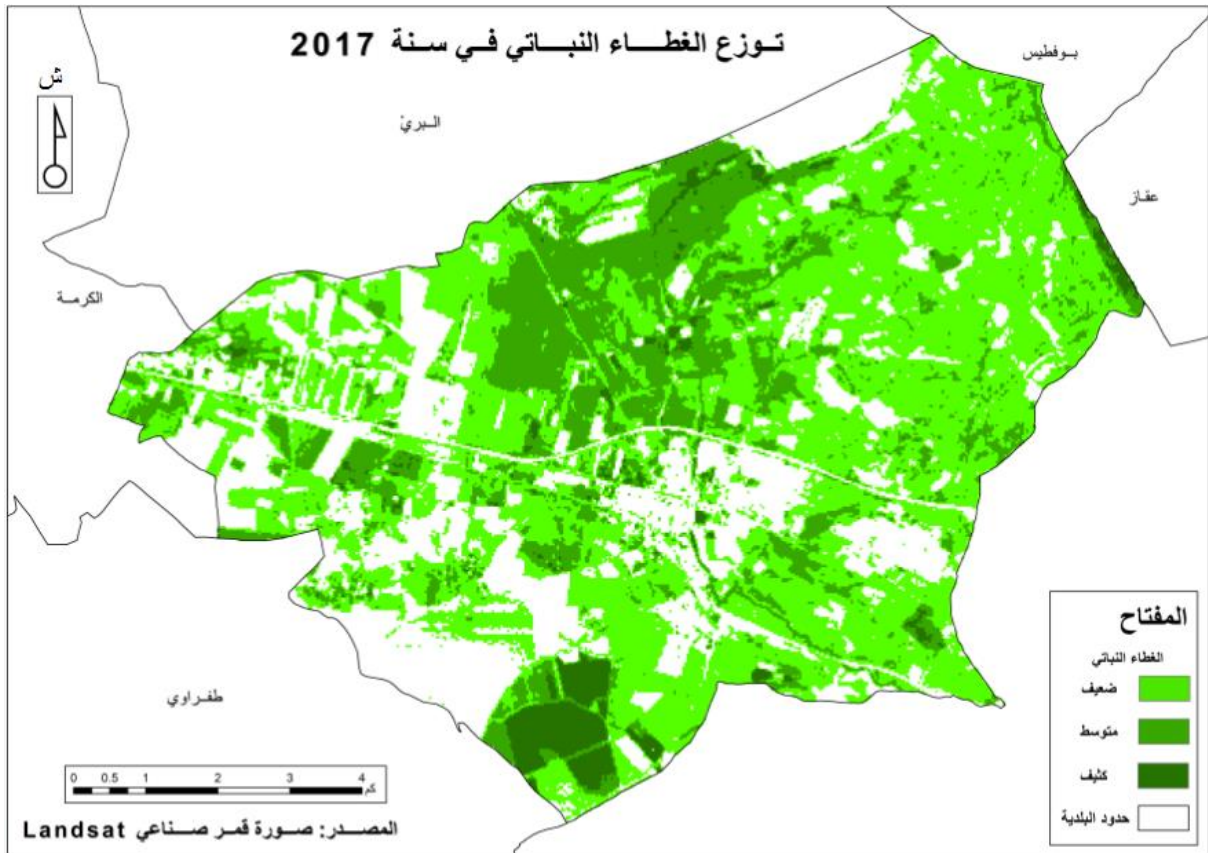 توزع الغطاء النباتي في سنة 2017
بوفطيس
ش
البريّ
عقاز
الكرمة
طفراوي
المفتاح
الغطاء النباتي
ضعيف
متوسط
كثيف
حدود البلدية
0 0.5 1 2 3 4
كم
المصدر: صورة قمر صناعي Landsat